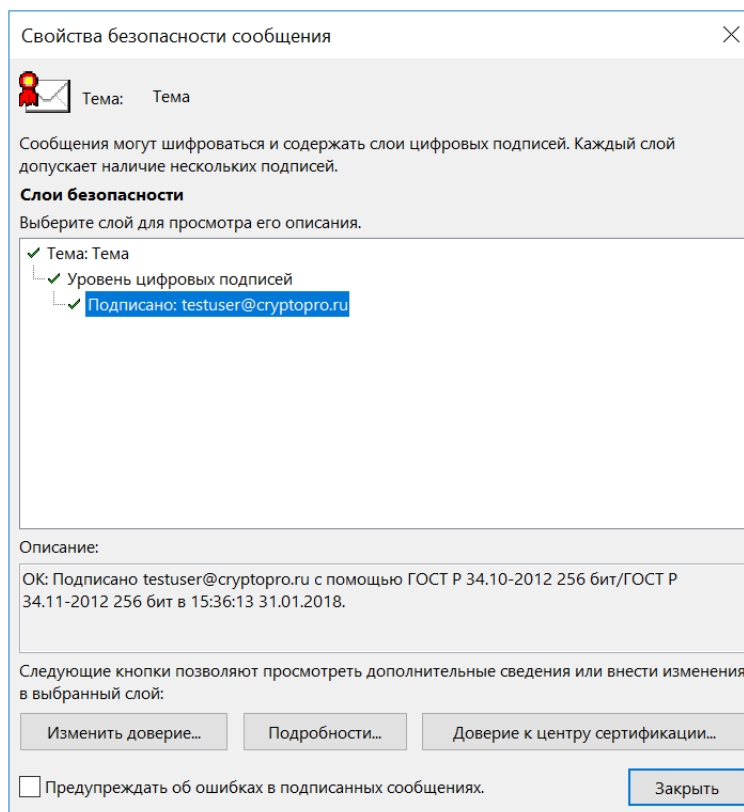 Свойства безопасности сообщения
Тема: Тема
Сообщения могут шифроваться и содержать слои цифровых подписей. Каждый слой
допускает наличие нескольких подписей.
Слои безопасности
Выберите слой для просмотра его описания.
Тема: Тема
Уровень цифровых подписей
Подписано: testuser@cryptopro.ru
Описание:
ОК: Подписано testuser@cryptopro.ru с помощью ГОСТ Р 34.10-2012 256 бит/ГОСТ Р
34.11-2012 256 бит в 15:36:13 31.01.2018.
Следующие кнопки позволяют просмотреть дополнительные сведения или внести изменения
в выбранный слой:
Изменить доверие... Подробности... Доверие к центру сертификации...
Предупреждать об ошибках в подписанных сообщениях. Закрыть